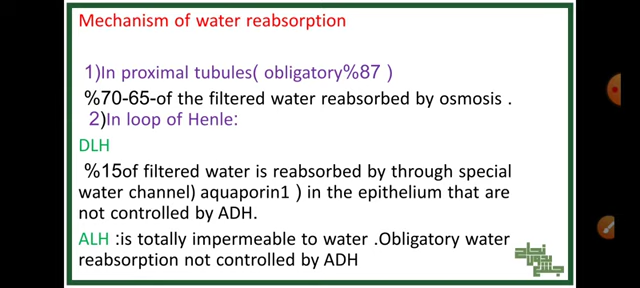 Mechanism of water reabsorption
1)In proximal tubules( obligatory%87 )
%70-65-of the filtered water reabsorbed by osmosis .
2)In loop of Henle:
DLH
%15of filtered water is reabsorbed by through special
water channel) aquaporin1 ) in the epithelium that are
not controlled by ADH.
ALH :is totally impermeable to water .Obligatory water
reabsorption not controlled by ADH